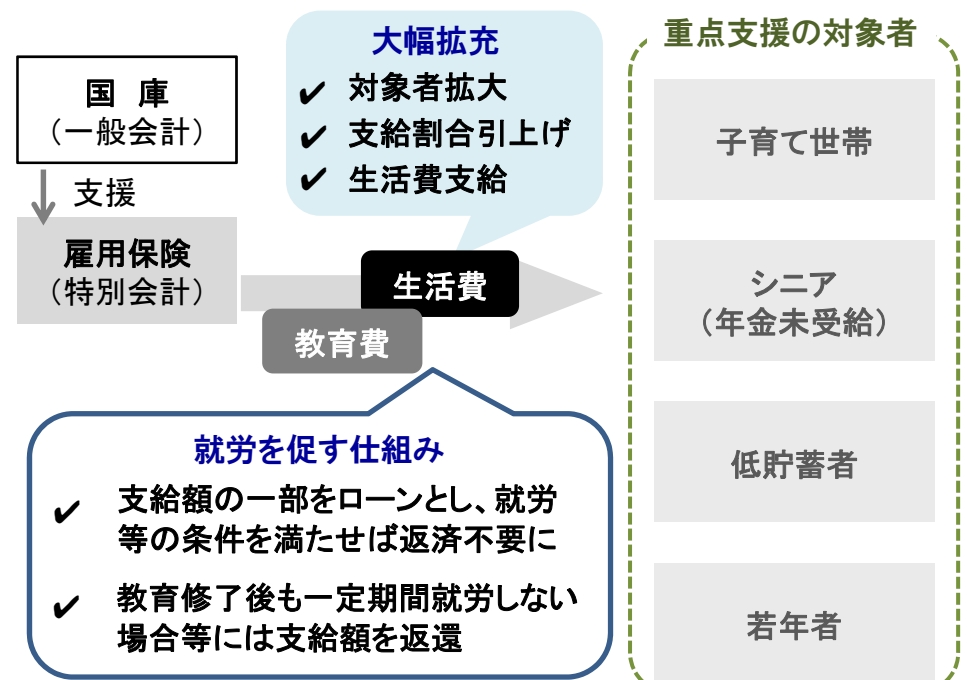 国 庫
（一般会計）
支援
雇用保険
（特別会計）
大幅拡充
✔ 対象者拡大
✔ 支給割合引上げ
✔ 生活費支給
生活費
教育費
就労を促す仕組み
✔ 支給額の一部をローンとし、就労
等の条件を満たせば返済不要に
✔ 教育修了後も一定期間就労しない
場合等には支給額を返還
重点支援の対象者
子育て世帯
シニア
（年金未受給）
低貯蓄者
若年者